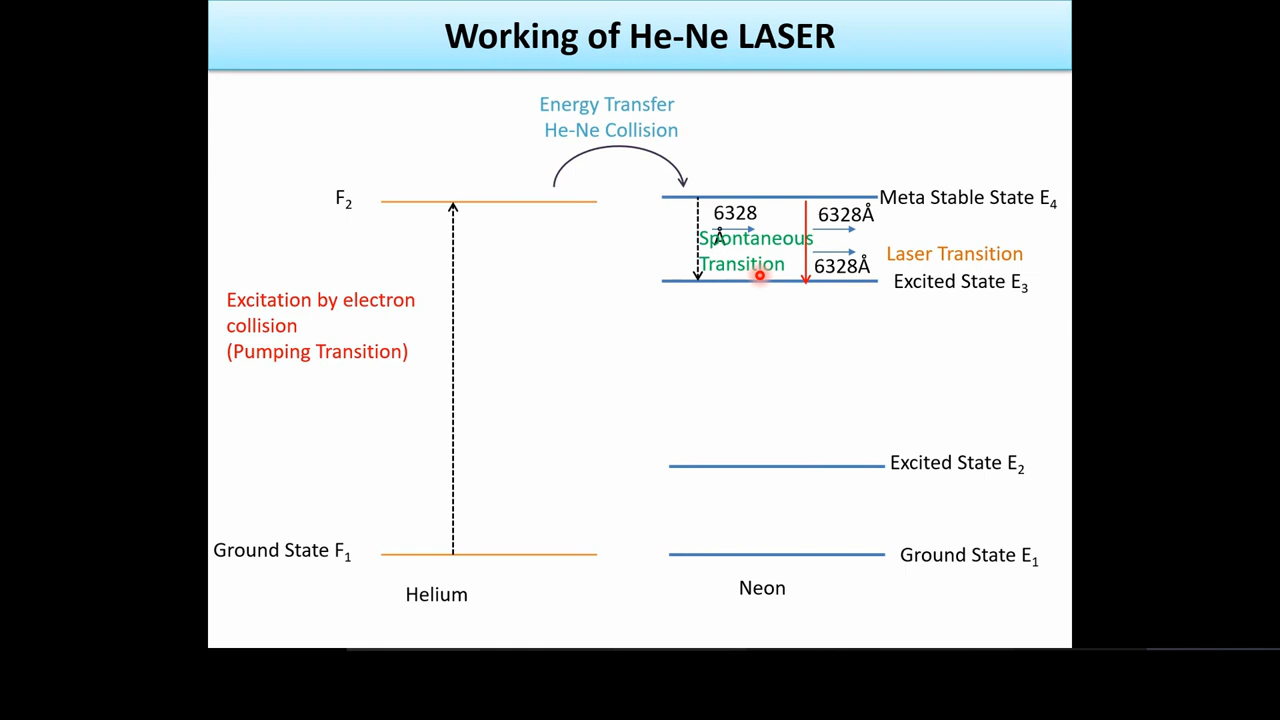 Working of He-Ne LASER
Energy Transfer
He-Ne Collision
F₂
Meta Stable State E₄
6328
Å
6328Å
Spontaneous
Transition
6328Å
Laser Transition
Excited State E₃
Excitation by electron
collision
(Pumping Transition)
Excited State E₂
Ground State F₁
Ground State E₁
Helium
Neon